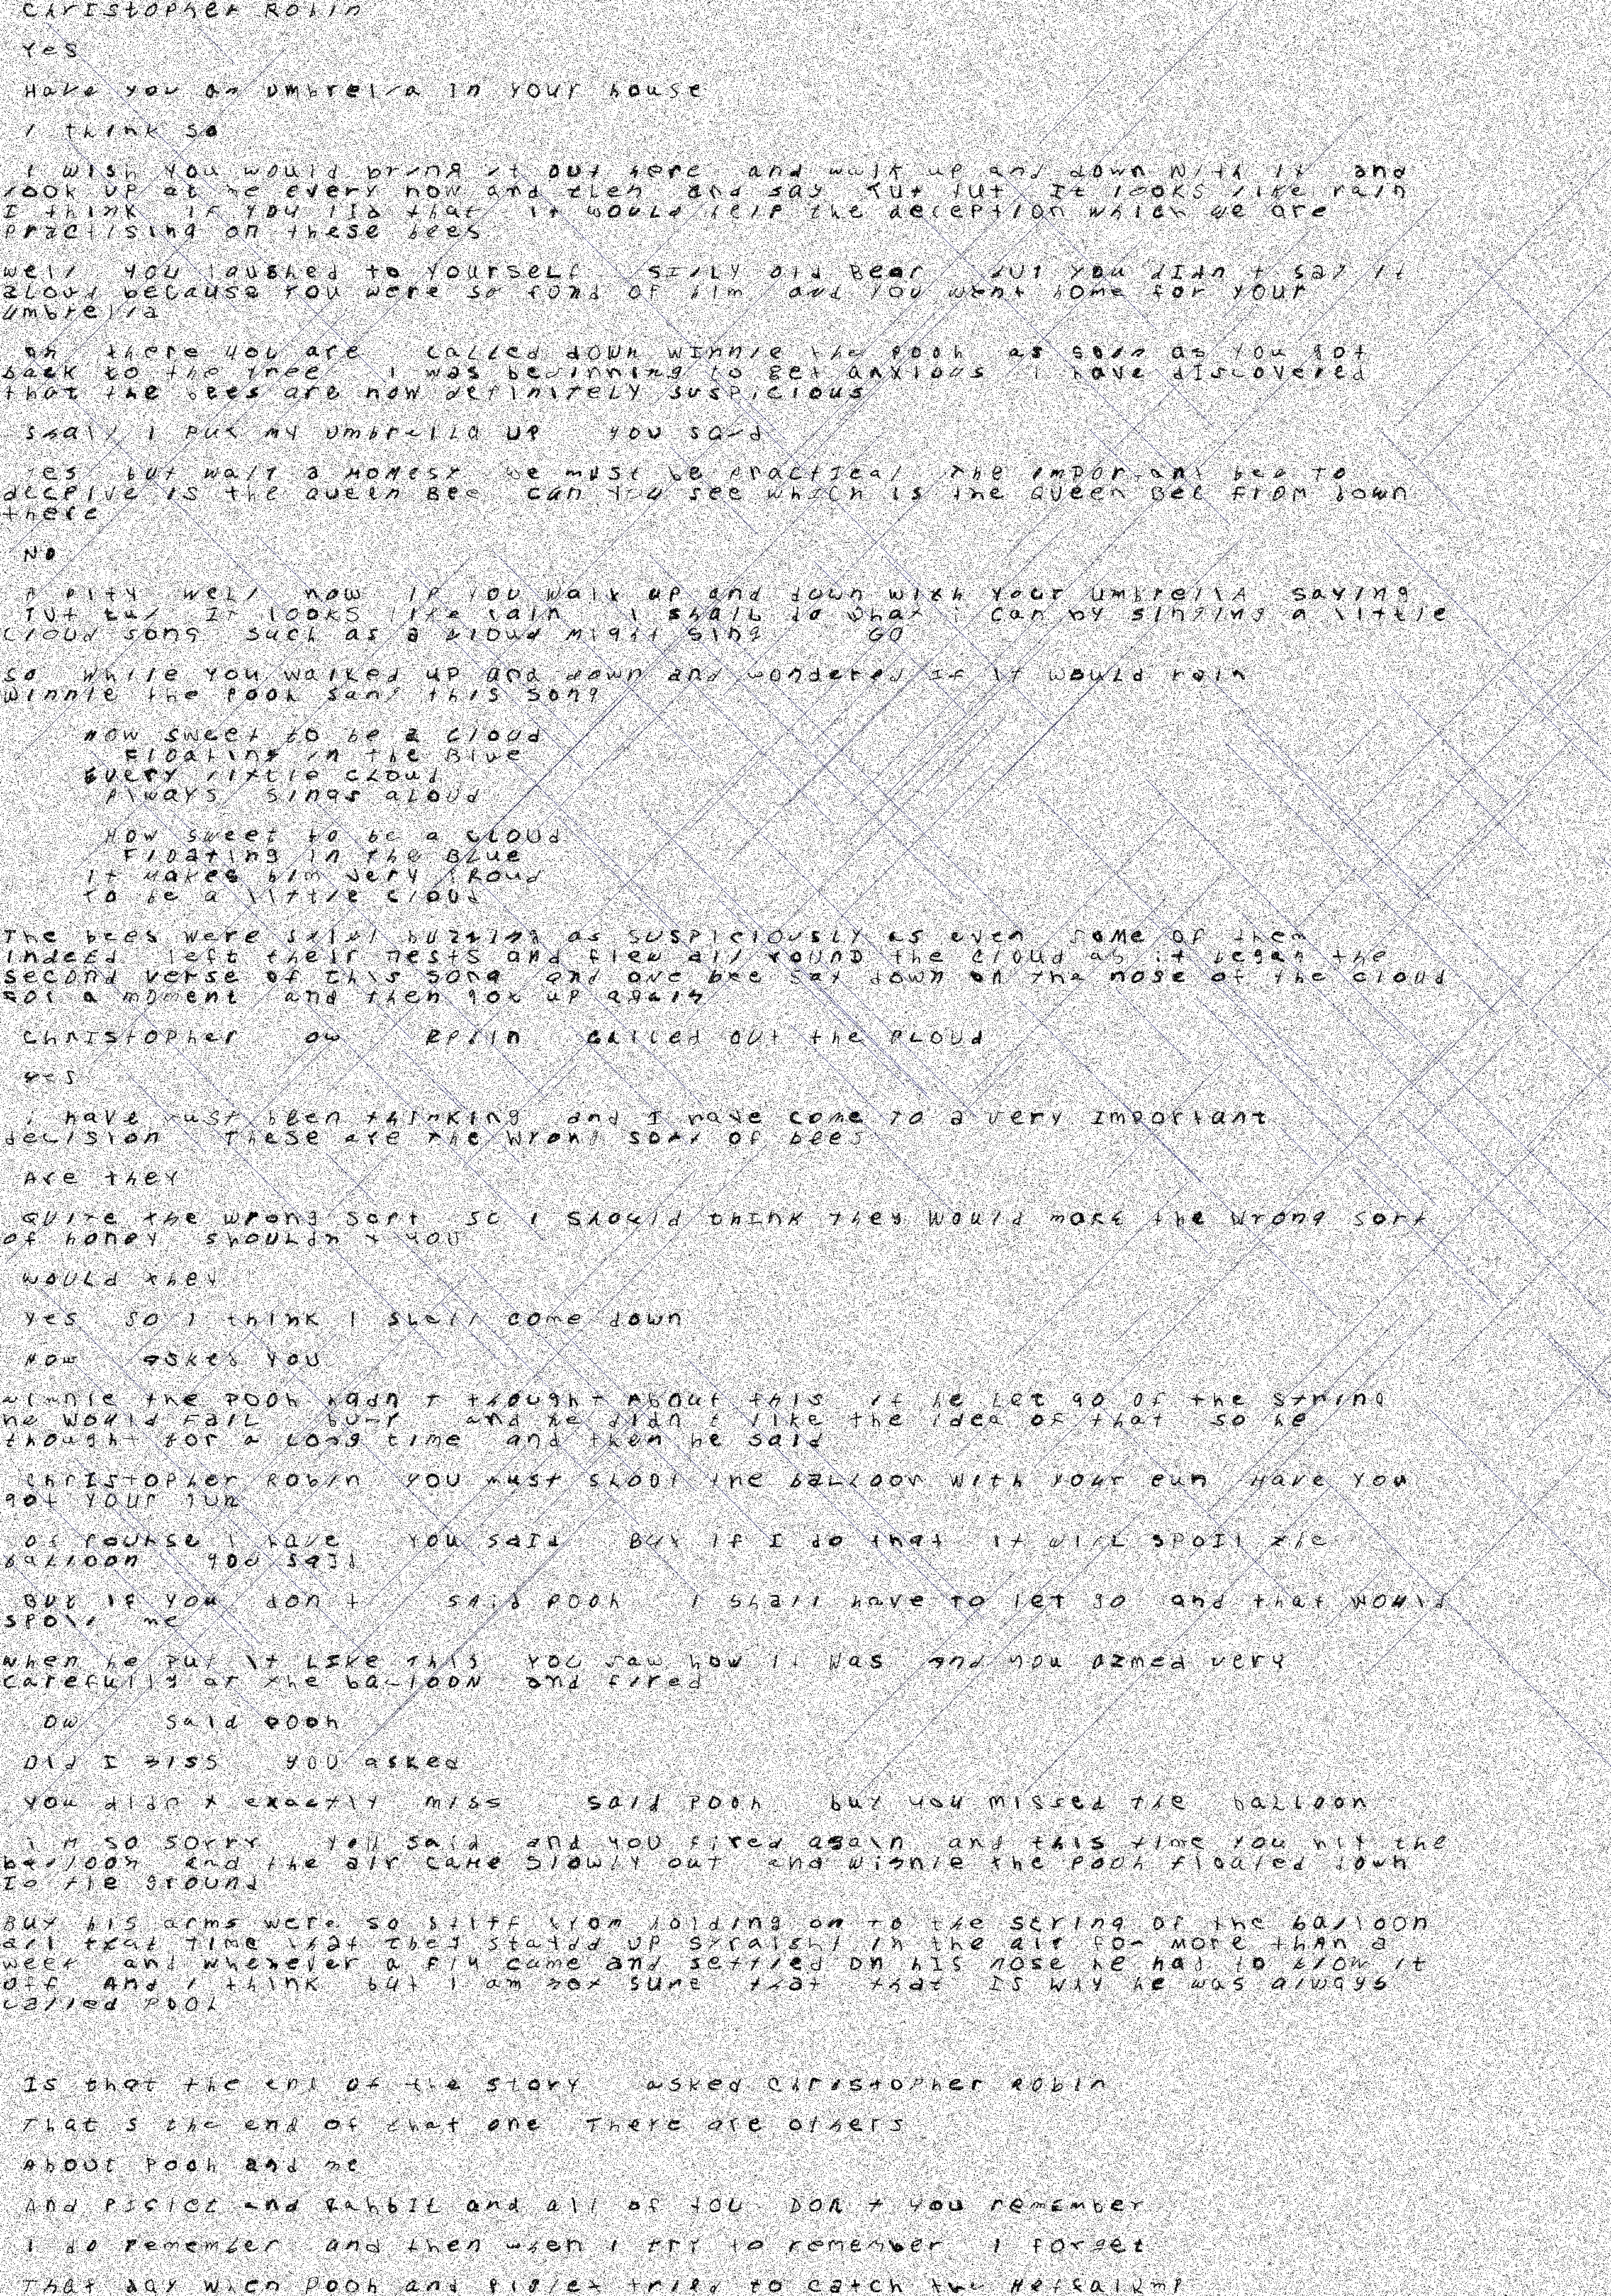 Christopher Robin
Yes
Have you an umbrella in your house
I think so
I wish you would bring it out here and walk up and down with it and
look up at me every now and then and say Tut tut It looks like rain
I think if you did that it would help the deception which we are
practising on these bees
Well you laughed to yourself Silly old Bear but you didn t say it
aloud because you were so fond of him and you went home for your
umbrella
Oh there you are called down Winnie the Pooh as soon as you got
back to the tree I was beginning to get anxious I have discovered
that the bees are now definitely Suspicious
Shall I put my umbrella up you said
Yes but wait a moment We must be practical The important bee to
deceive is the Queen Bee Can you see which is the Queen Bee from down
there
No
A pity Well now if you walk up and down with your umbrella saying
Tut tut It looks like rain I shall do what I can by singing a little
Cloud Song such as a cloud might sing Go
So while you walked up and down and wondered if it would rain
Winnie the Pooh sang this song
How sweet to be a Cloud
Floating in the Blue
Every little cloud
Always sings aloud
How sweet to be a Cloud
Floating in the Blue
It makes him very proud
To be a little cloud
The bees were still buzzing as suspiciously as ever Some of them
indeed left their nests and flew all round the cloud as it began the
second verse of this song and one bee sat down on the nose of the cloud
for a moment and then got up again
Christopher ow Robin called out the cloud
Yes
I have just been thinking and I have come to a very important
decision These are the wrong sort of bees
Are they
Quite the wrong sort So I should think they would make the wrong sort
of honey shouldn t you
Would they
Yes So I think I shall come down
How asked you
Winnie the Pooh hadn t thought about this If he let go of the string
he would fall bump and he didn t like the idea of that So he
thought for a long time and then he said
Christopher Robin you must shoot the balloon with your gun Have you
got your gun
Of course I have you said But if I do that it will spoil the
balloon you said
But if you don t said Pooh I shall have to let go and that would
spoil me
When he put it like this you saw how it was and you aimed very
carefully at the balloon and fired
Ow said Pooh
Did I miss you asked
You didn t exactly miss said Pooh but you missed the balloon
I m so sorry you said and you fired again and this time you hit the
balloon and the air came slowly out and Winnie the Pooh floated down
to the ground
But his arms were so stiff from holding on to the string of the balloon
all that time that they stayed up straight in the air for more than a
week and whenever a fly came and settled on his nose he had to blow it
off And I think but I am not sure that that is why he was always
called Pooh
Is that the end of the story asked Christopher Robin
That s the end of that one There are others
About Pooh and Me
And Piglet and Rabbit and all of you Don t you remember
I do remember and then when I try to remember I forget
That day when Pooh and Piglet tried to catch the Heffalump